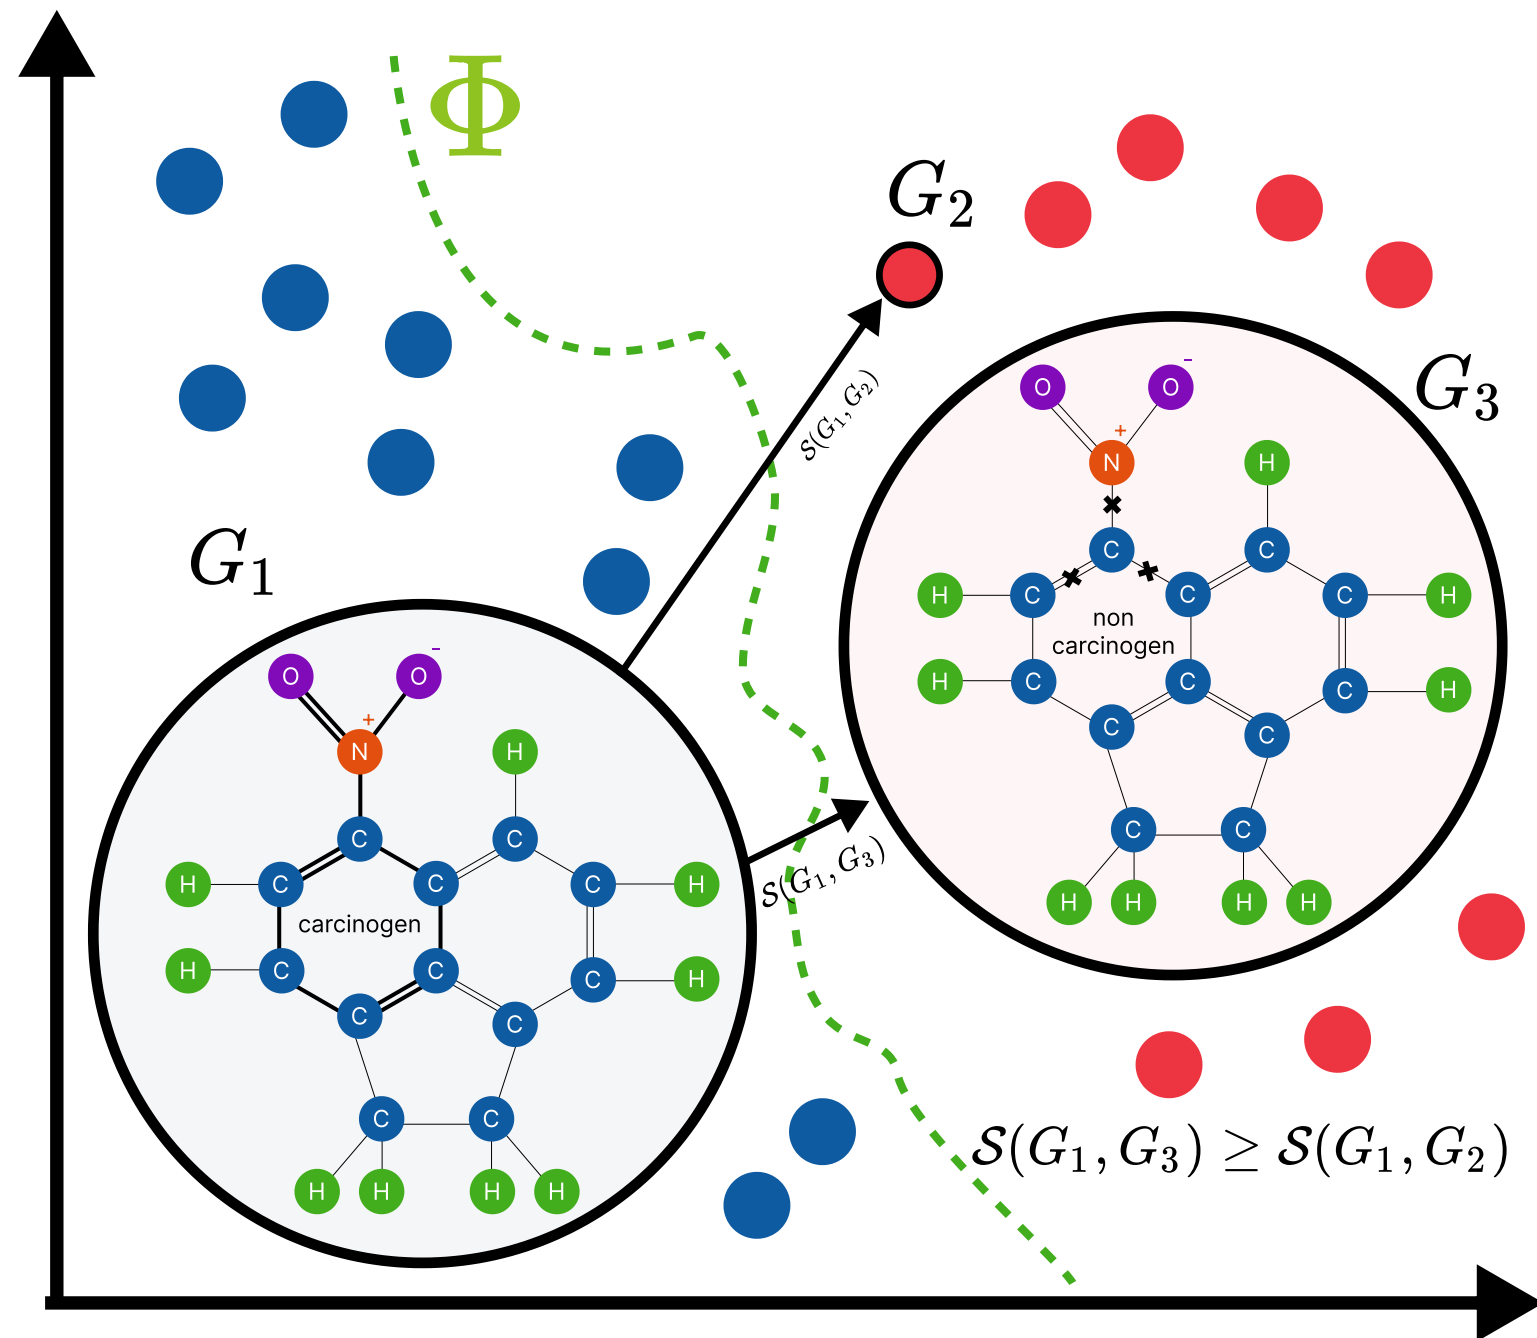 Φ
G₂
G₃
S(G₁, G₂)
G₁
O O⁻
N⁺ H
C C
H C C C H
non
carcinogen
H C C C H
C C
C C
H H H H
O O⁻
N⁺ H
C C
H C C C H
carcinogen
H C C C H
C C
C C
H H H H
S(G₁, G₃)
S(G₁, G₃) ≥ S(G₁, G₂)